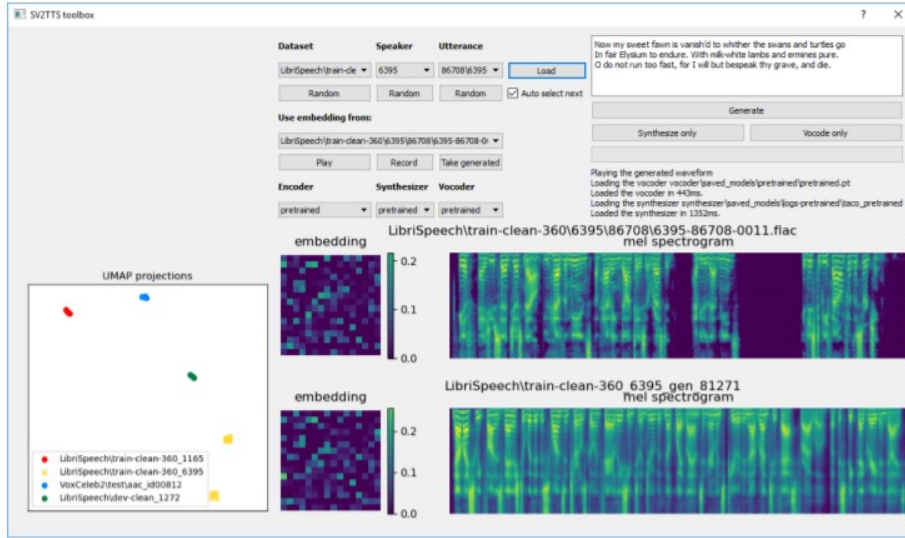 SV2TTS toolbox
Dataset
Speaker
Utterance
LibriSpeech\train-cle
6395
86708\6395
Load
Random
Random
Random
Auto select next
Use embedding from:
LibriSpeech\train-clean-360\6395\86708\6395-86708-0
Play
Record
Take generated
Encoder
Synthesizer
Vocoder
pretrained
pretrained
pretrained
Now my sweet fawn is vanish'd to whither the swans and turtles go
In fair Elysium to endure. With milk-white lambs and ermines pure.
O do not run too fast, for I will but bespeak thy grave, and die.
Generate
Synthesize only
Vocode only
Playing the generated waveform
Loading the vocoder vocoder\saved_models\pretrained\pretrained.pt
Loaded the vocoder in 443ms.
Loading the synthesizer synthesizer\saved_models\logs-pretrained\taco_pretrained
Loaded the synthesizer in 1352ms.
LibriSpeech\train-clean-360\6395\86708\6395-86708-0011.flac
embedding
mel spectrogram
0.2
0.1
0.0
UMAP projections
LibriSpeech\train-clean-360_1165
LibriSpeech\train-clean-360_6395
VoxCeleb2\test\aac_id00812
LibriSpeech\dev-clean_1272
LibriSpeech\train-clean-360_6395_gen_81271
embedding
mel spectrogram
0.2
0.1
0.0